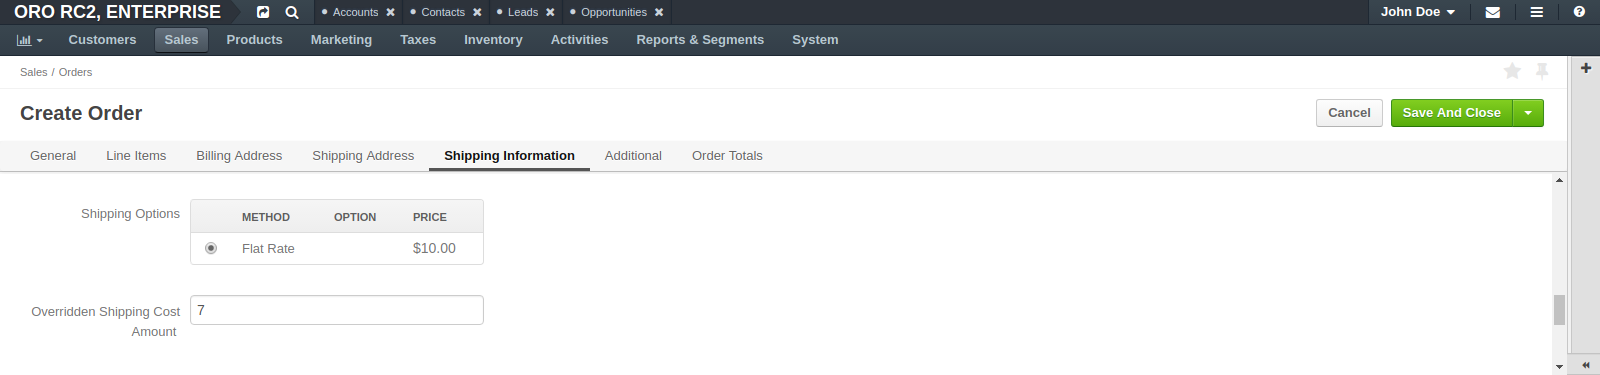 ORO RC2, ENTERPRISE Accounts Contacts Leads Opportunities John Doe
Customers Sales Products Marketing Taxes Inventory Activities Reports & Segments System
Sales / Orders
Create Order Cancel Save And Close
General Line Items Billing Address Shipping Address Shipping Information Additional Order Totals
Shipping Options METHOD OPTION PRICE
Flat Rate $10.00
Overridden Shipping Cost 7
Amount